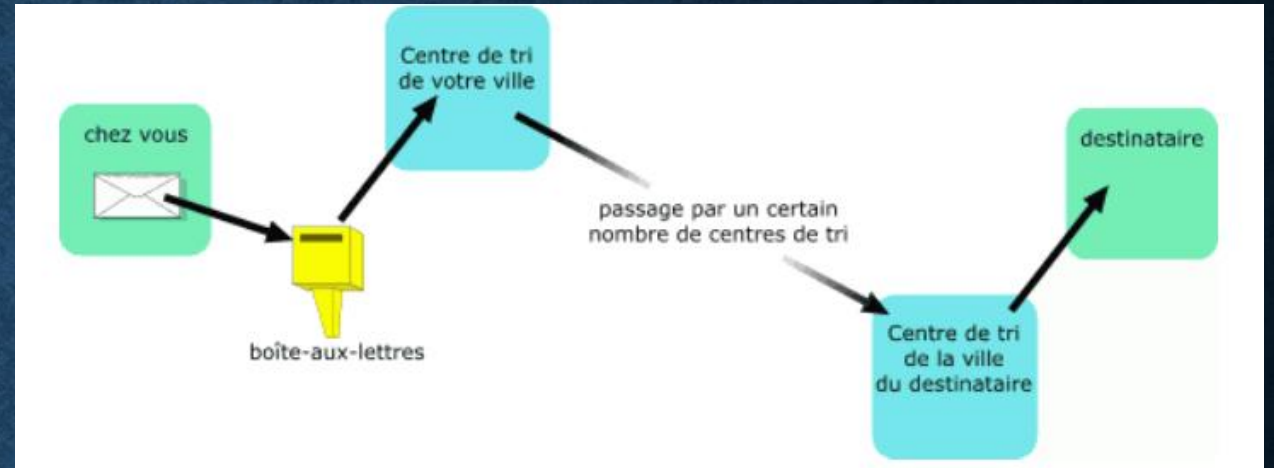 chez vous
boîte-aux-lettres
Centre de tri
de votre ville
passage par un certain
nombre de centres de tri
Centre de tri
de la ville
du destinataire
destinataire